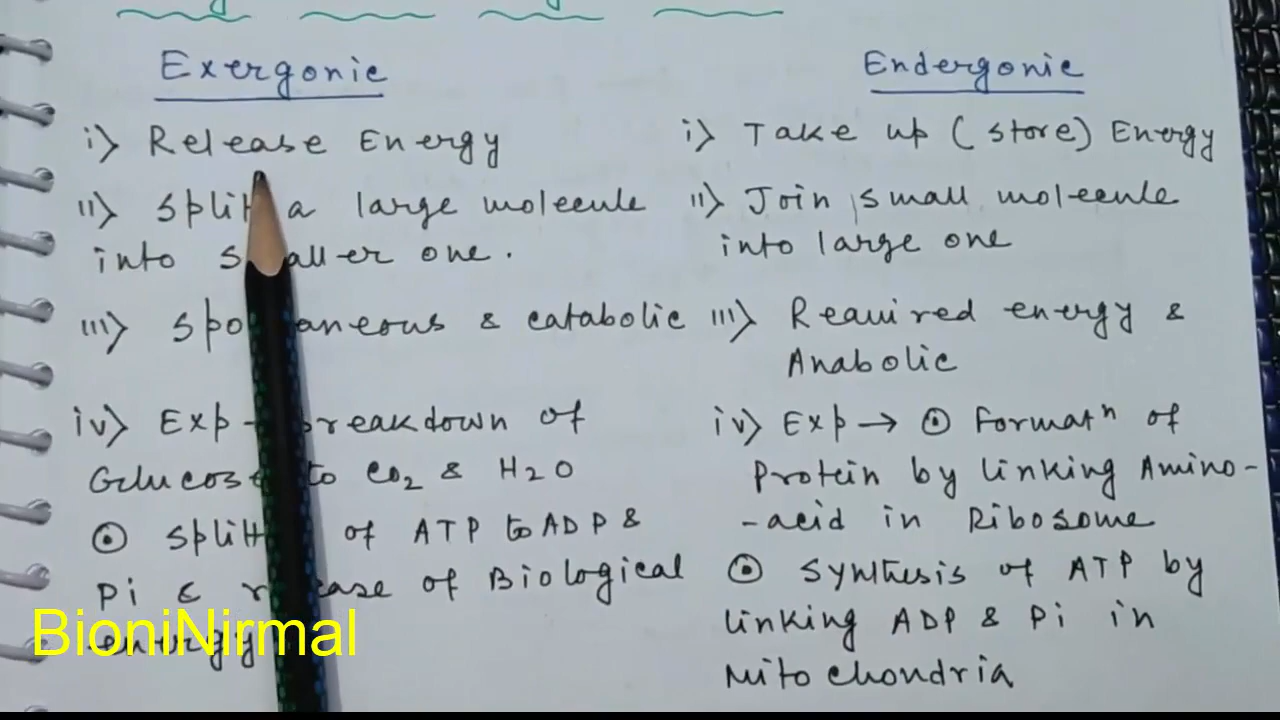 Exergonic
i) Release Energy
ii) Split a large molecule
into smaller one.
iii) Spontaneous & catabolic
iv) Exp → breakdown of
Glucose to CO2 & H2O
⊙ Splitting of ATP to ADP &
Pi & release of Biological
energy
Endergonic
i) Take up (store) Energy
ii) Join small molecule
into large one
iii) Required energy &
Anabolic
iv) Exp → ⊙ Formatⁿ of
Protein by linking Amino-
-acid in Ribosome
⊙ Synthesis of ATP by
linking ADP & Pi in
Mitochondria
BioniNirmal